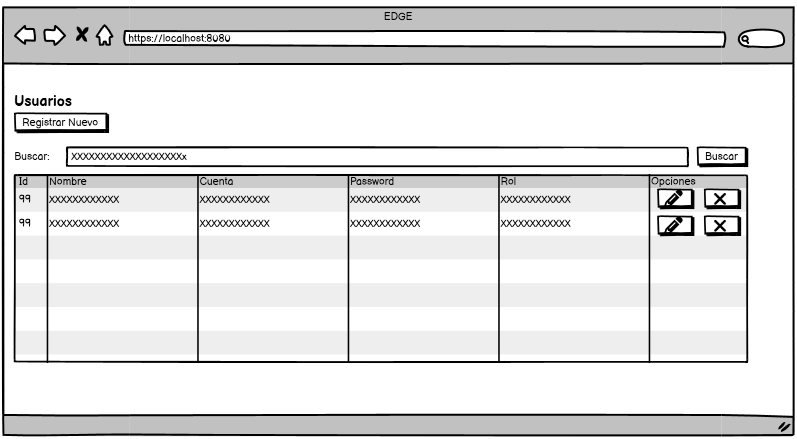 EDGE
https://localhost:8080
Usuarios
Registrar Nuevo
Buscar: XXXXXXXXXXXXXXXXXXXx Buscar
Id Nombre Cuenta Password Rol Opciones
99 XXXXXXXXXXXX XXXXXXXXXXXX XXXXXXXXXXXX XXXXXXXXXXXX
99 XXXXXXXXXXXX XXXXXXXXXXXX XXXXXXXXXXXX XXXXXXXXXXXX